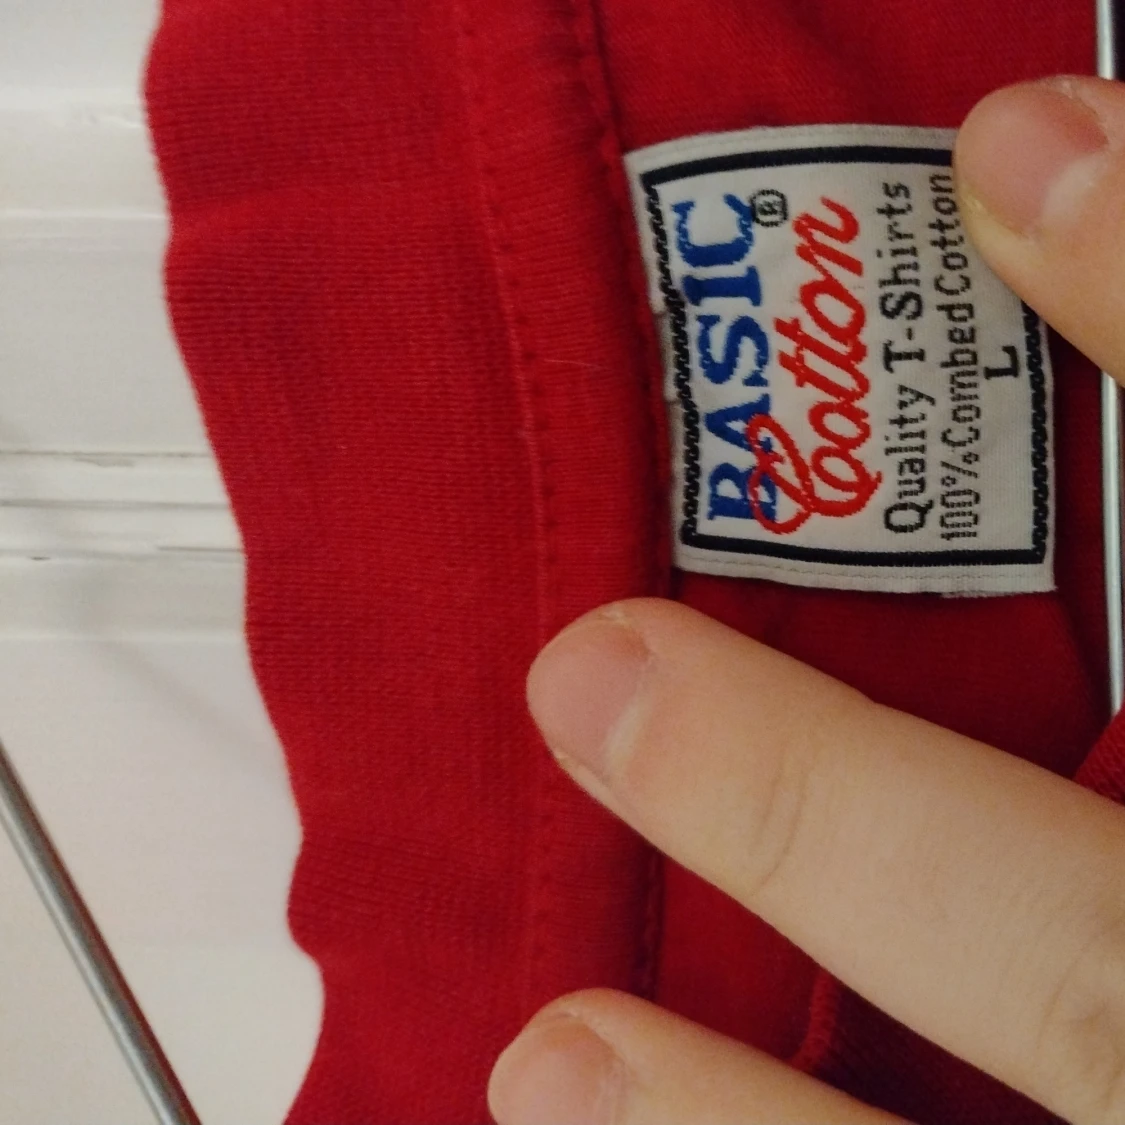 BASIC®
Cotton
Quality T-Shirts
100% Combed Cotton
L